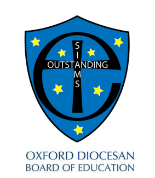 SIAMS
OUTSTANDING
OXFORD DIOCESAN
BOARD OF EDUCATION